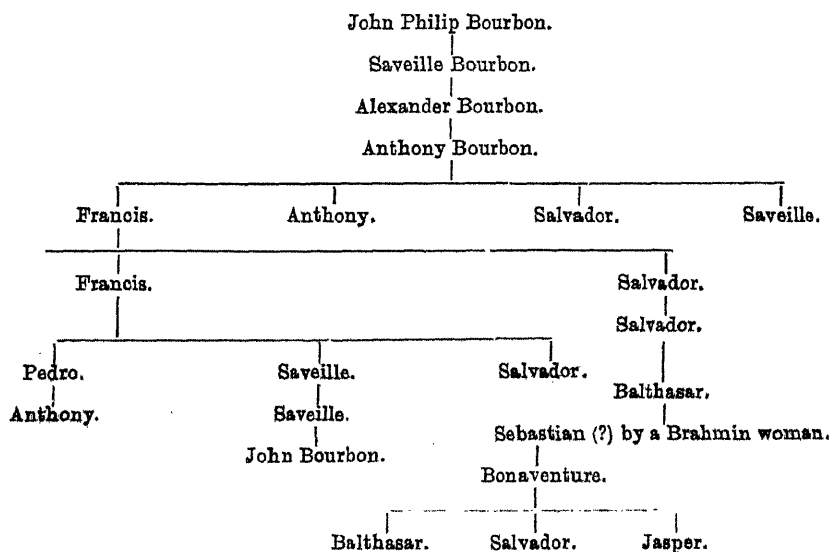 John Philip Bourbon.
Saveille Bourbon.
Alexander Bourbon.
Anthony Bourbon.
Francis. Anthony. Salvador. Saveille.
Francis. Salvador.
Salvador.
Pedro. Saveille. Salvador.
Balthasar.
Anthony. Saveille.
Sebastian (?) by a Brahmin woman.
John Bourbon.
Bonaventure.
Balthasar. Salvador. Jasper.